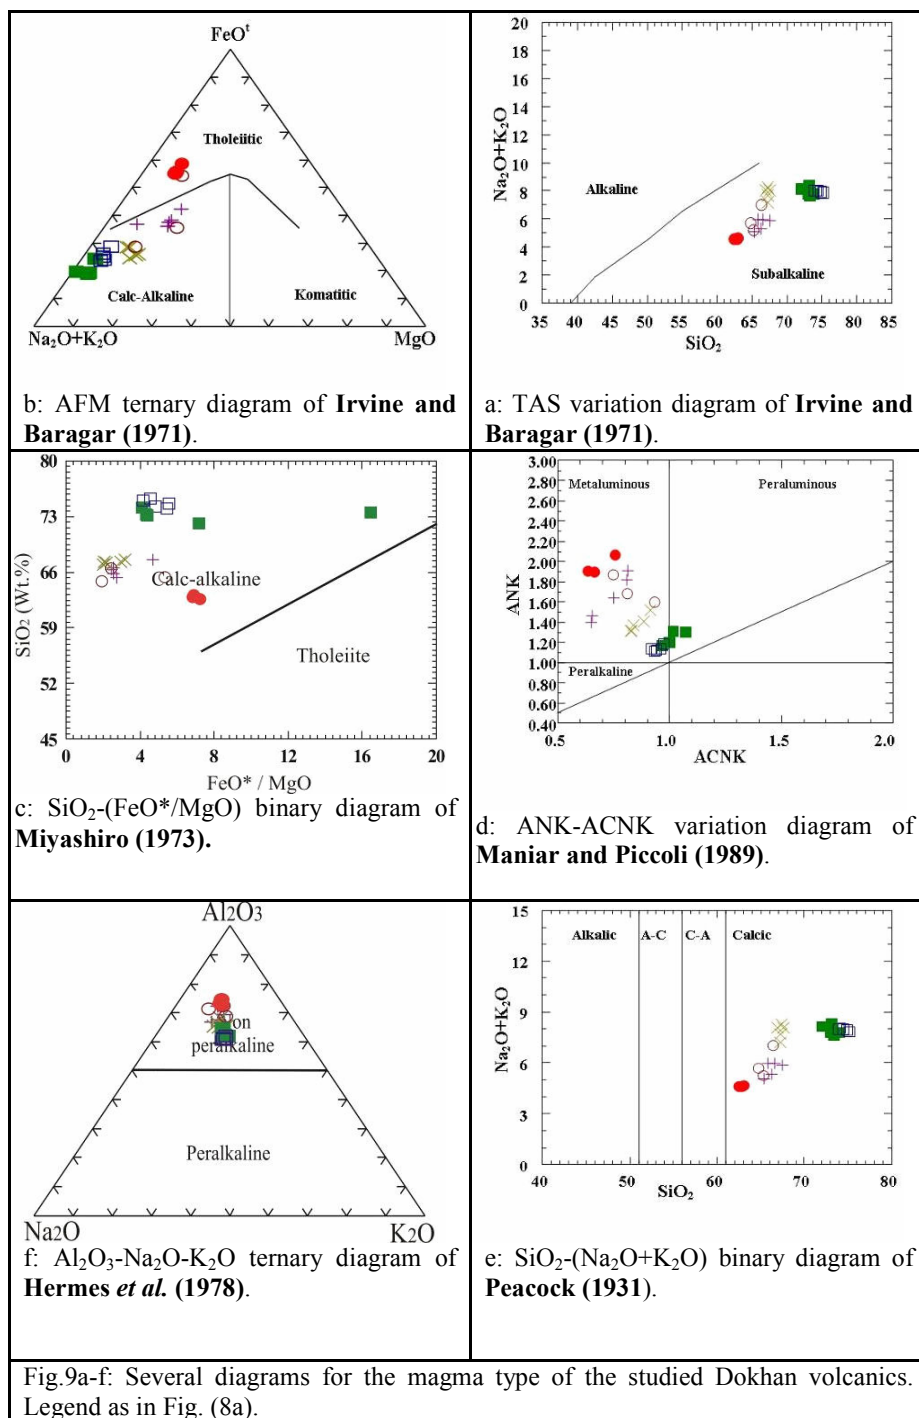 FeOᵗ
Tholeiitic
Calc-Alkaline
Komatitic
Na₂O+K₂O
MgO
b: AFM ternary diagram of Irvine and
Baragar (1971).
Na₂O+K₂O
20
18
16
14
12
10
8
6
4
2
0
Alkaline
Subalkaline
35 40 45 50 55 60 65 70 75 80 85
SiO₂
a: TAS variation diagram of Irvine and
Baragar (1971).
SiO₂ (Wt.%)
80
73
66
59
52
45
Calc-alkaline
Tholeiite
0 4 8 12 16 20
FeO* / MgO
c: SiO₂-(FeO*/MgO) binary diagram of
Miyashiro (1973).
ANK
3.00
2.80
2.60
2.40
2.20
2.00
1.80
1.60
1.40
1.20
1.00
0.80
0.60
0.40
Metaluminous
Peraluminous
Peralkaline
0.5 1.0 2.0
ACNK
d: ANK-ACNK variation diagram of
Maniar and Piccoli (1989).
Al2O3
peralkaline
Peralkaline
Na2O
K2O
f: Al₂O₃-Na₂O-K₂O ternary diagram of
Hermes et al. (1978).
Na₂O+K₂O
15
12
9
6
3
0
Alkalic A-C C-A Calcic
40 50 60 70 80
SiO₂
e: SiO₂-(Na₂O+K₂O) binary diagram of
Peacock (1931).
Fig.9a-f: Several diagrams for the magma type of the studied Dokhan volcanics.
Legend as in Fig. (8a).